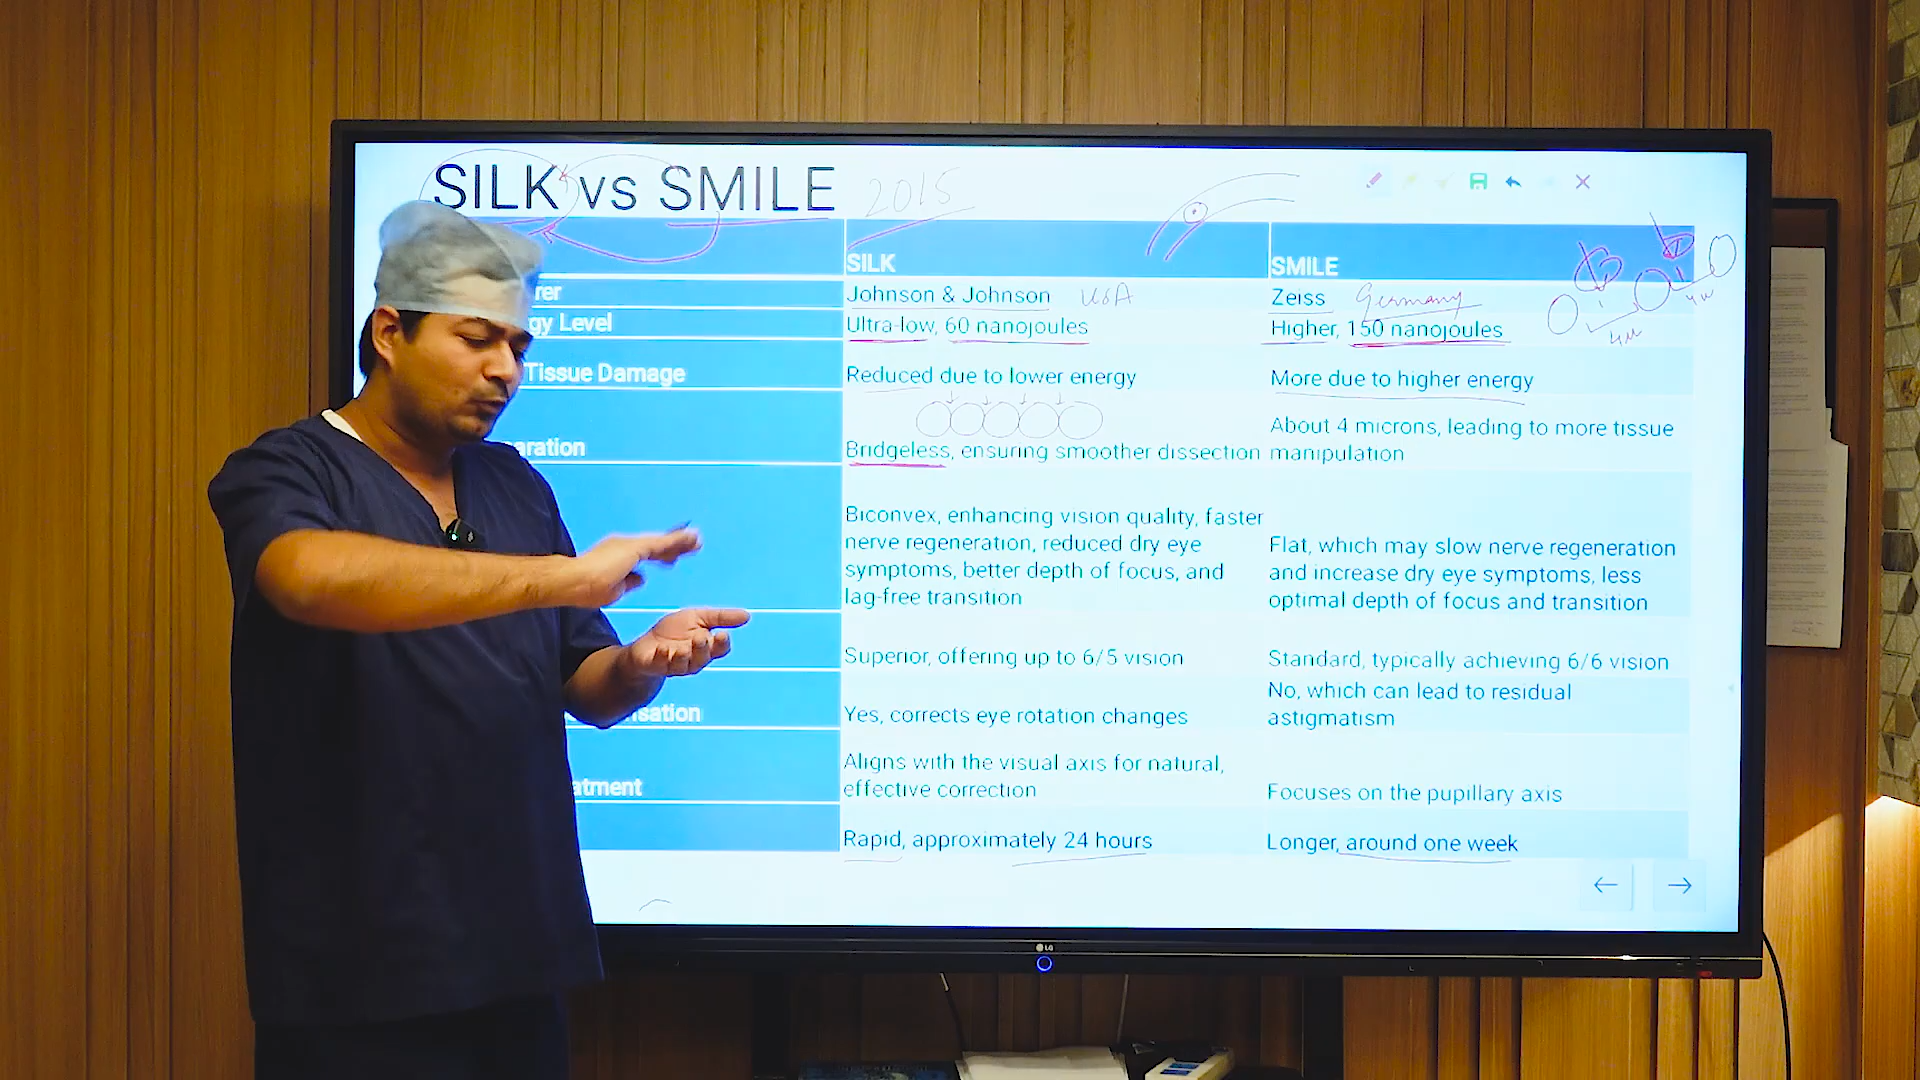 SILK vs SMILE 2015
SILK
SMILE
rer
Johnson & Johnson USA
Zeiss Germany
gy Level
Ultra-low, 60 nanojoules
Higher, 150 nanojoules
4μ
4μ
Tissue Damage
Reduced due to lower energy
More due to higher energy
aration
Bridgeless, ensuring smoother dissection
About 4 microns, leading to more tissue
manipulation
Biconvex, enhancing vision quality, faster
nerve regeneration, reduced dry eye
symptoms, better depth of focus, and
lag-free transition
Flat, which may slow nerve regeneration
and increase dry eye symptoms, less
optimal depth of focus and transition
Superior, offering up to 6/5 vision
Standard, typically achieving 6/6 vision
nsation
Yes, corrects eye rotation changes
No, which can lead to residual
astigmatism
atment
Aligns with the visual axis for natural,
effective correction
Focuses on the pupillary axis
Rapid, approximately 24 hours
Longer, around one week
LG